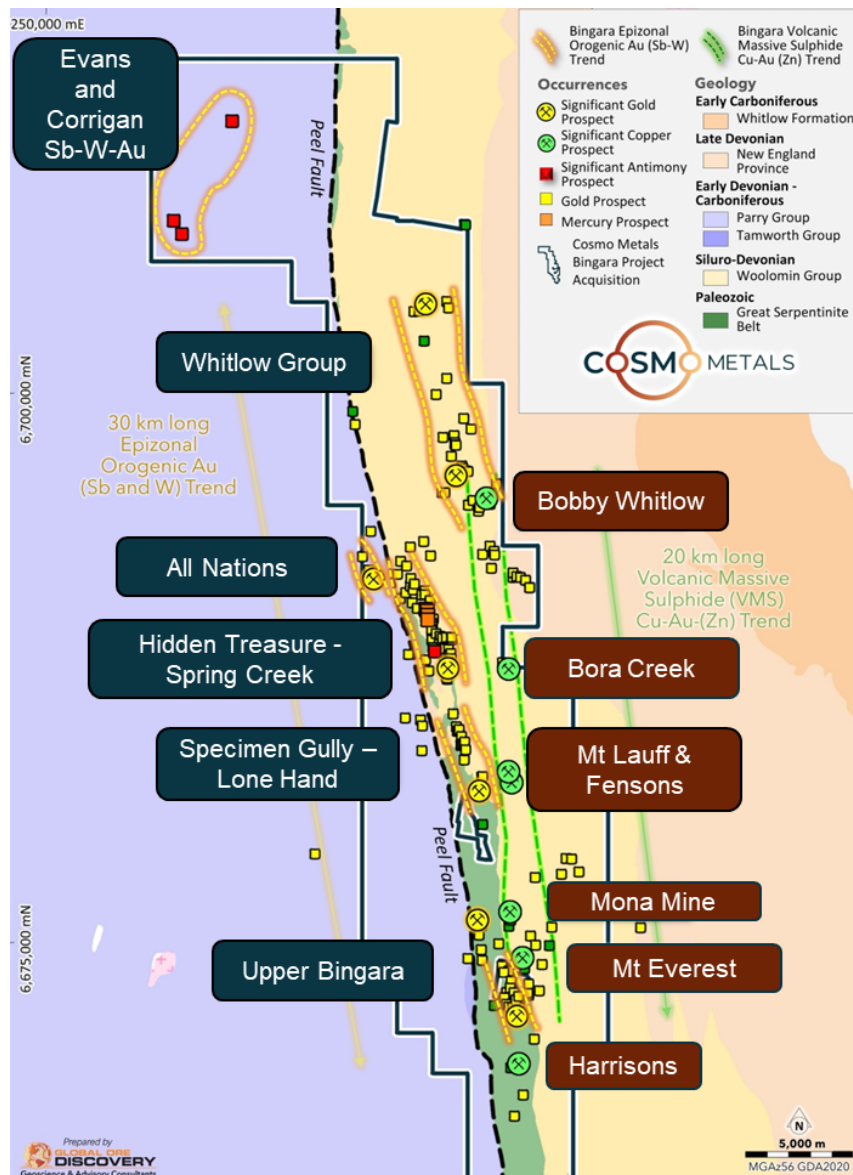 250,000 mE
6,700,000 mN
6,675,000 mN
Evans
and
Corrigan
Sb-W-Au
Peel Fault
Whitlow Group
30 km long
Epizonal
Orogenic Au
(Sb and W) Trend
All Nations
Hidden Treasure -
Spring Creek
Specimen Gully –
Lone Hand
Peel Fault
Upper Bingara
Bobby Whitlow
20 km long
Volcanic Massive
Sulphide (VMS)
Cu-Au-(Zn) Trend
Bora Creek
Mt Lauff &
Fensons
Mona Mine
Mt Everest
Harrisons
Bingara Epizonal
Orogenic Au (Sb-W)
Trend
Bingara Volcanic
Massive Sulphide
Cu-Au (Zn) Trend
Occurrences
Significant Gold
Prospect
Significant Copper
Prospect
Significant Antimony
Prospect
Gold Prospect
Mercury Prospect
Cosmo Metals
Bingara Project
Acquisition
Geology
Early Carboniferous
Whitlow Formation
Late Devonian
New England
Province
Early Devonian -
Carboniferous
Parry Group
Tamworth Group
Siluro-Devonian
Woolomin Group
Paleozoic
Great Serpentinite
Belt
COSMO METALS
Prepared by
GLOBAL ORE
DISCOVERY
Geoscience & Advisory Consultants
N
5,000 m
MGAz56 GDA2020